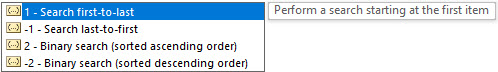 1 - Search first-to-last
Perform a search starting at the first item
-1 - Search last-to-first
2 - Binary search (sorted ascending order)
-2 - Binary search (sorted descending order)